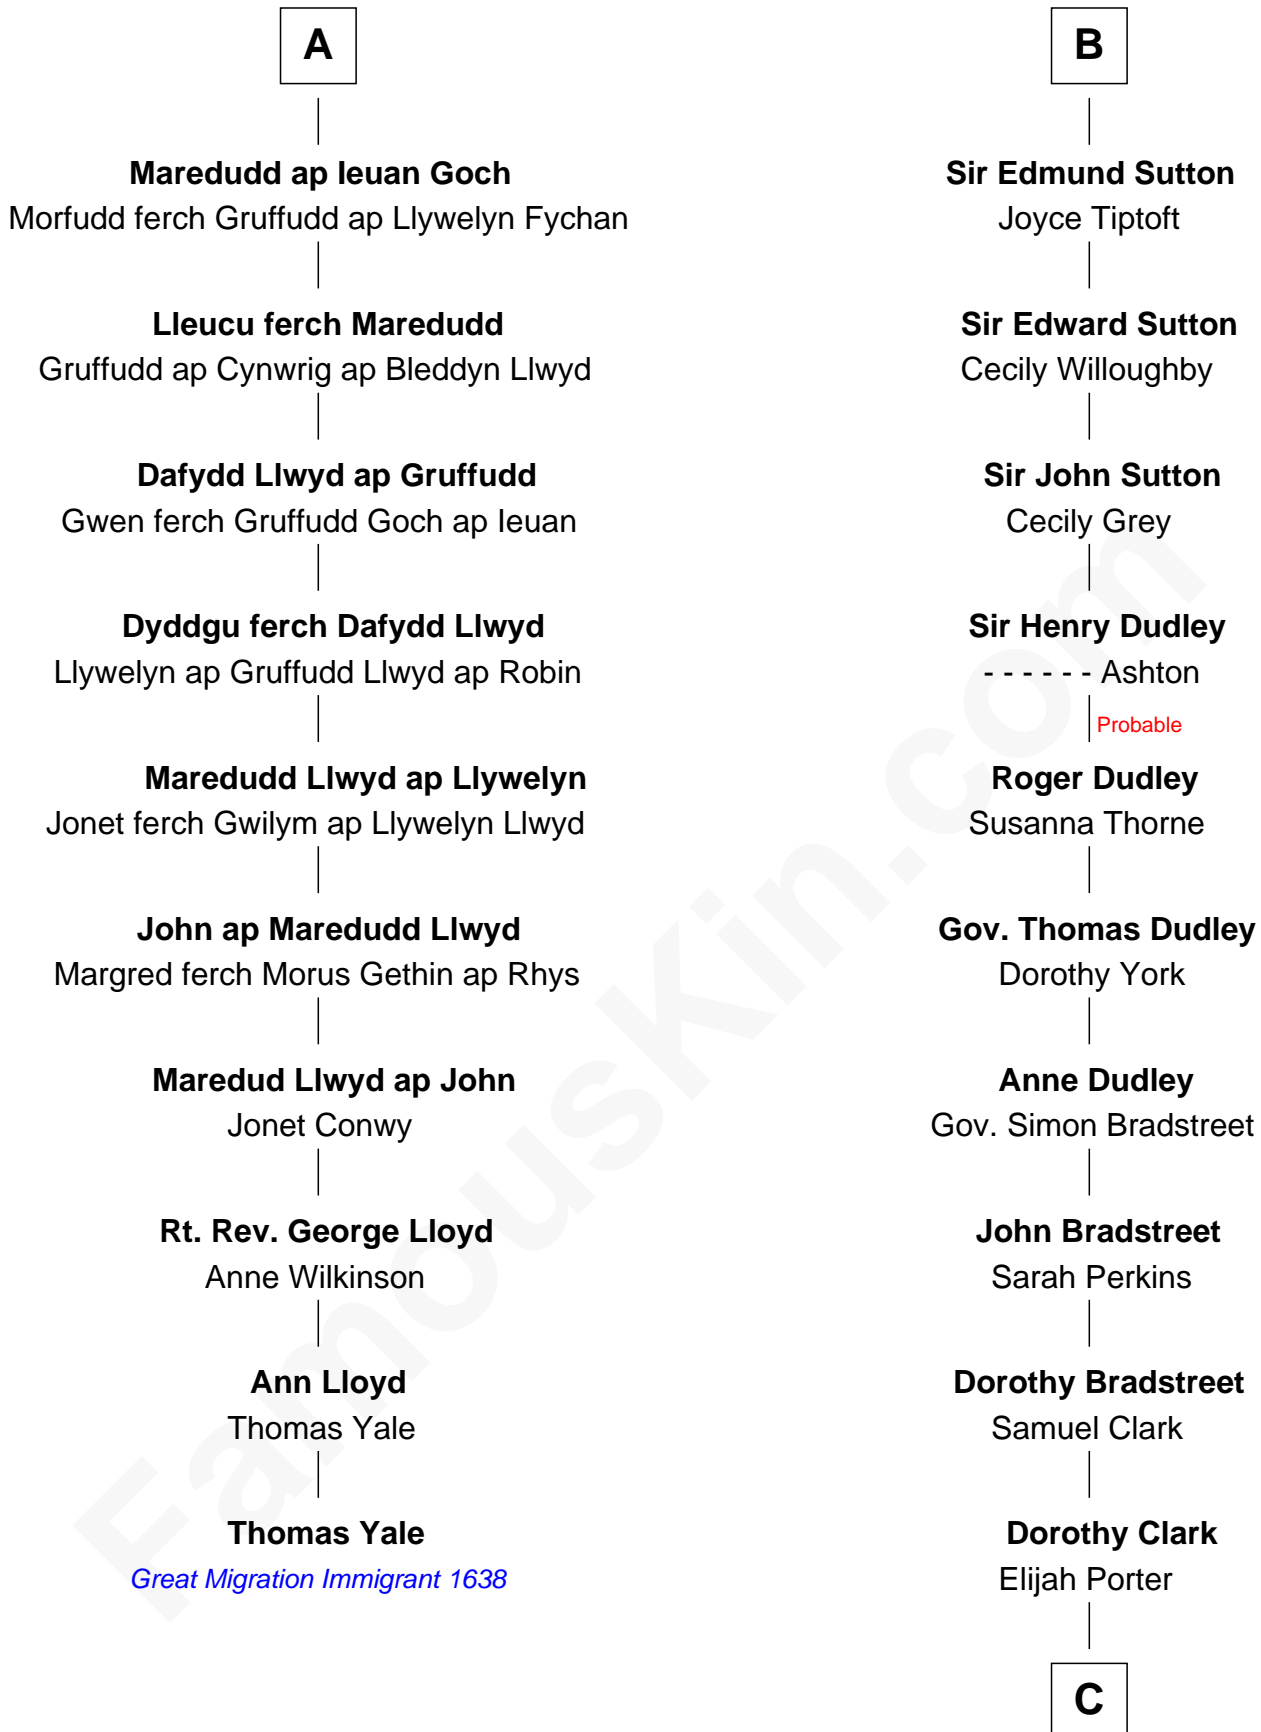 A
Maredudd ap Ieuan Goch
Morfudd ferch Gruffudd ap Llywelyn Fychan
Lleucu ferch Maredudd
Gruffudd ap Cynwrig ap Bleddyn Llwyd
Dafydd Llwyd ap Gruffudd
Gwen ferch Gruffudd Goch ap Ieuan
Dyddgu ferch Dafydd Llwyd
Llywelyn ap Gruffudd Llwyd ap Robin
Maredudd Llwyd ap Llywelyn
Jonet ferch Gwilym ap Llywelyn Llwyd
John ap Maredudd Llwyd
Margred ferch Morus Gethin ap Rhys
Maredud Llwyd ap John
Jonet Conwy
Rt. Rev. George Lloyd
Anne Wilkinson
Ann Lloyd
Thomas Yale
Thomas Yale
Great Migration Immigrant 1638
B
Sir Edmund Sutton
Joyce Tiptoft
Sir Edward Sutton
Cecily Willoughby
Sir John Sutton
Cecily Grey
Sir Henry Dudley
- - - - - - Ashton
Probable
Roger Dudley
Susanna Thorne
Gov. Thomas Dudley
Dorothy York
Anne Dudley
Gov. Simon Bradstreet
John Bradstreet
Sarah Perkins
Dorothy Bradstreet
Samuel Clark
Dorothy Clark
Elijah Porter
C
FamousKin.com